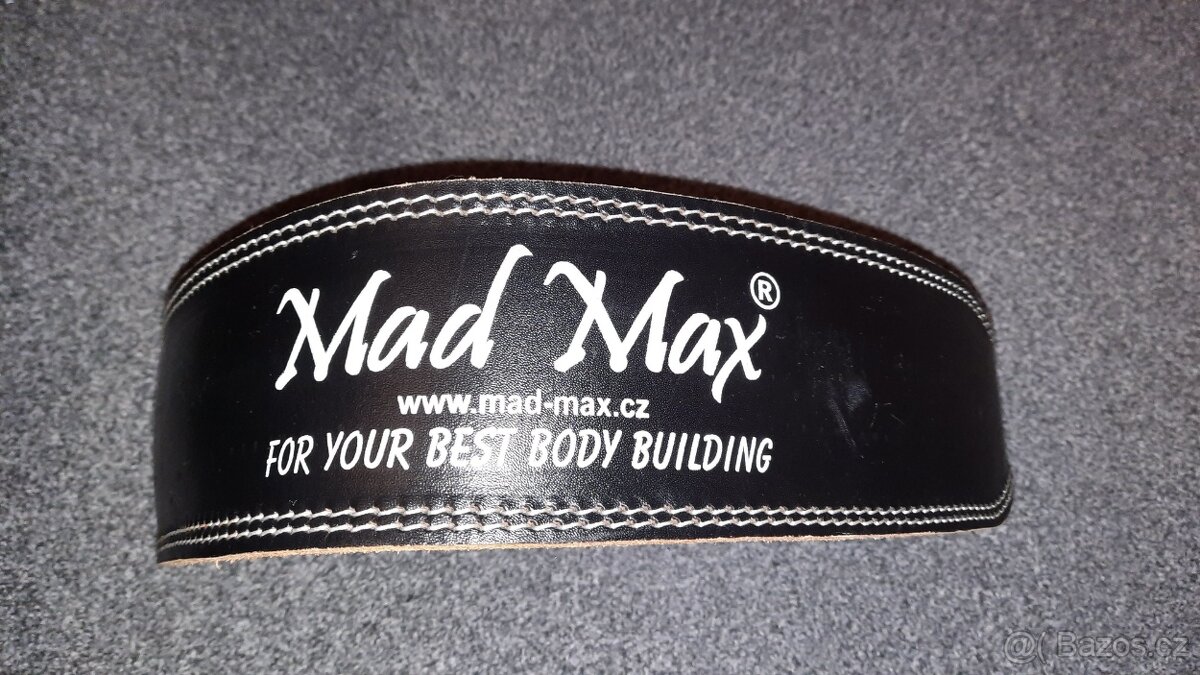 Mad Max®
www.mad-max.cz
FOR YOUR BEST BODY BUILDING
@( Bazos.cz